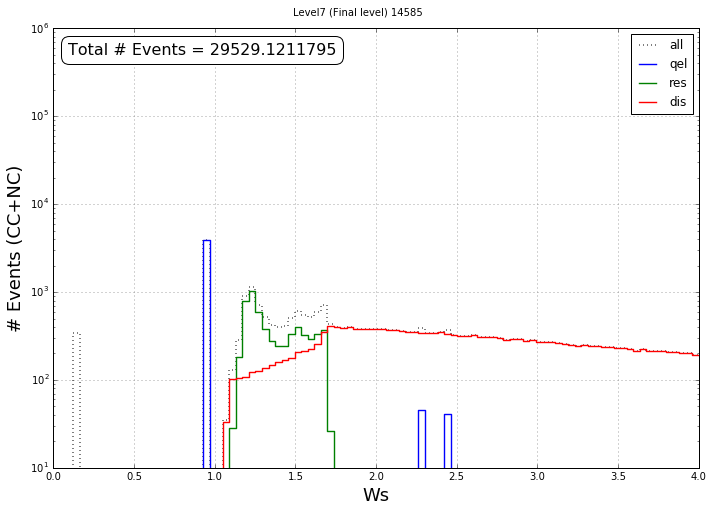 Level7 (Final level) 14585
Total # Events = 29529.1211795
all
qel
res
dis
# Events (CC+NC)
10^6
10^5
10^4
10^3
10^2
10^1
0.0 0.5 1.0 1.5 2.0 2.5 3.0 3.5 4.0
Ws